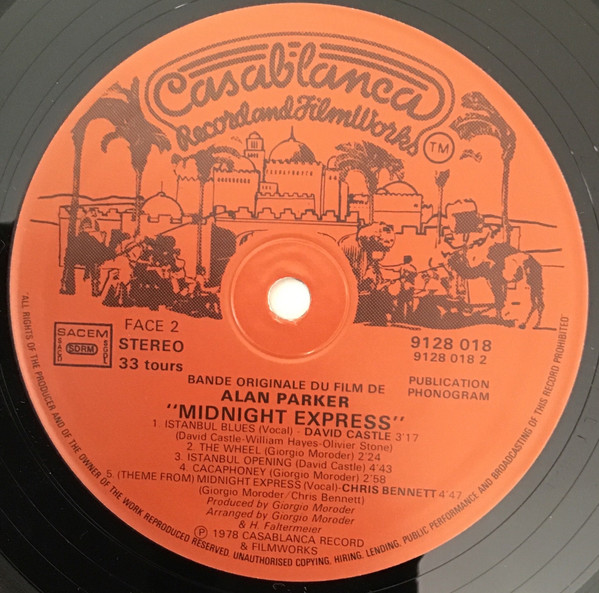 Casablanca
Record and FilmWorks
TM
SACEM
SACD
SDRM
SGDL
FACE 2
STEREO
33 tours
9128 018
9128 018 2
PUBLICATION
PHONOGRAM
BANDE ORIGINALE DU FILM DE
ALAN PARKER
"MIDNIGHT EXPRESS"
1. ISTANBUL BLUES (Vocal) - DAVID CASTLE 3'17
(David Castle-William Hayes-Olivier Stone)
2. THE WHEEL (Giorgio Moroder) 2'24
3. ISTANBUL OPENING (David Castle) 4'43
4. CACAPHONEY (Giorgio Moroder) 2'58
5. (THEME FROM) MIDNIGHT EXPRESS (Vocal)-CHRIS BENNETT 4'47
(Giorgio Moroder/Chris Bennett)
Produced by Giorgio Moroder
Arranged by Giorgio Moroder
& H. Faltermeier
℗ 1978 CASABLANCA RECORD
& FILMWORKS
"ALL RIGHTS OF THE PRODUCER AND OF THE OWNER OF THE WORK REPRODUCED RESERVED. UNAUTHORISED COPYING, HIRING, LENDING, PUBLIC PERFORMANCE AND BROADCASTING OF THIS RECORD PROHIBITED"